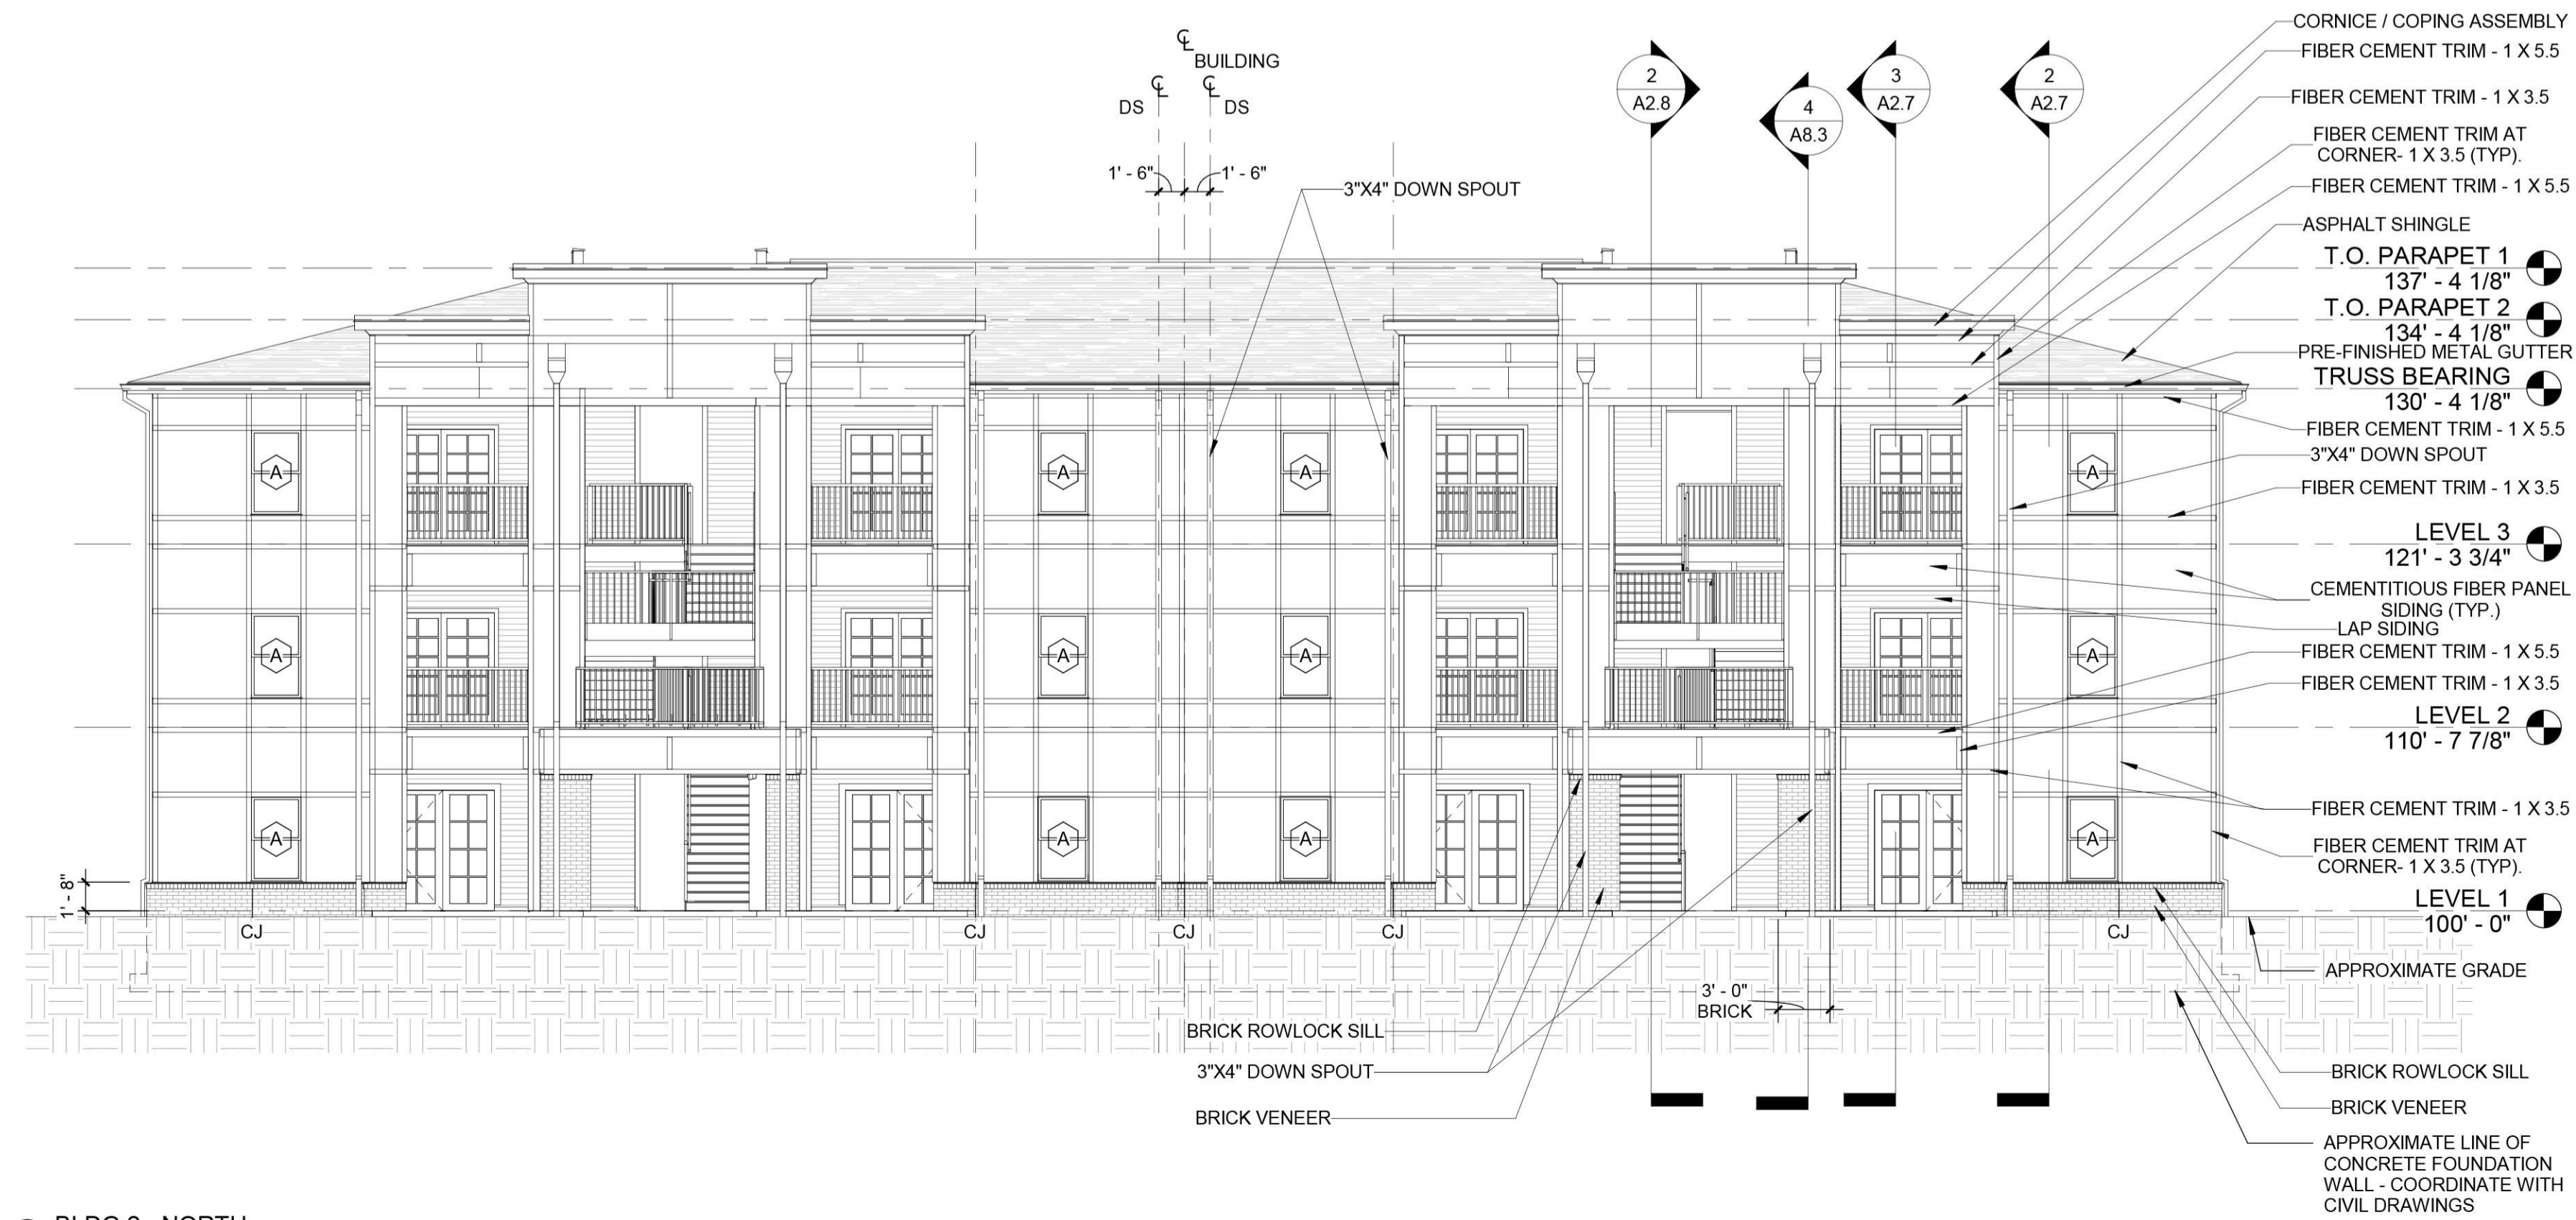 CORNICE / COPING ASSEMBLY
FIBER CEMENT TRIM - 1 X 5.5
FIBER CEMENT TRIM - 1 X 3.5
FIBER CEMENT TRIM AT
CORNER- 1 X 3.5 (TYP).
FIBER CEMENT TRIM - 1 X 5.5
ASPHALT SHINGLE
T.O. PARAPET 1
137' - 4 1/8"
T.O. PARAPET 2
134' - 4 1/8"
PRE-FINISHED METAL GUTTER
TRUSS BEARING
130' - 4 1/8"
FIBER CEMENT TRIM - 1 X 5.5
3"X4" DOWN SPOUT
FIBER CEMENT TRIM - 1 X 3.5
LEVEL 3
121' - 3 3/4"
CEMENTITIOUS FIBER PANEL
SIDING (TYP.)
LAP SIDING
FIBER CEMENT TRIM - 1 X 5.5
FIBER CEMENT TRIM - 1 X 3.5
LEVEL 2
110' - 7 7/8"
FIBER CEMENT TRIM - 1 X 3.5
FIBER CEMENT TRIM AT
CORNER- 1 X 3.5 (TYP).
LEVEL 1
100' - 0"
APPROXIMATE GRADE
BRICK ROWLOCK SILL
BRICK VENEER
APPROXIMATE LINE OF
CONCRETE FOUNDATION
WALL - COORDINATE WITH
CIVIL DRAWINGS
CL
BUILDING
CL CL
DS DS
1' - 6" 1' - 6"
3"X4" DOWN SPOUT
2
A2.8
4
A8.3
3
A2.7
2
A2.7
A A A A
A A A A
A A A A
1' - 8"
CJ CJ CJ CJ CJ
3' - 0"
BRICK
BRICK ROWLOCK SILL
3"X4" DOWN SPOUT
BRICK VENEER